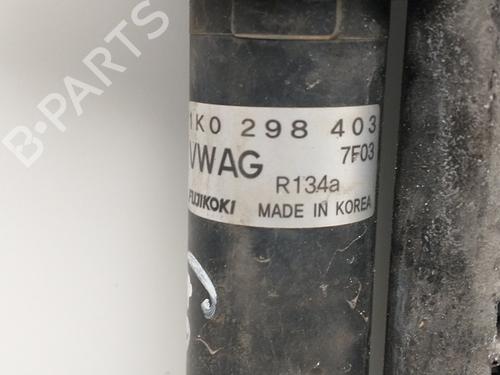 B-PARTS
1K0 298 403
VWAG 7F03
R134a
FUJIKOKI MADE IN KOREA